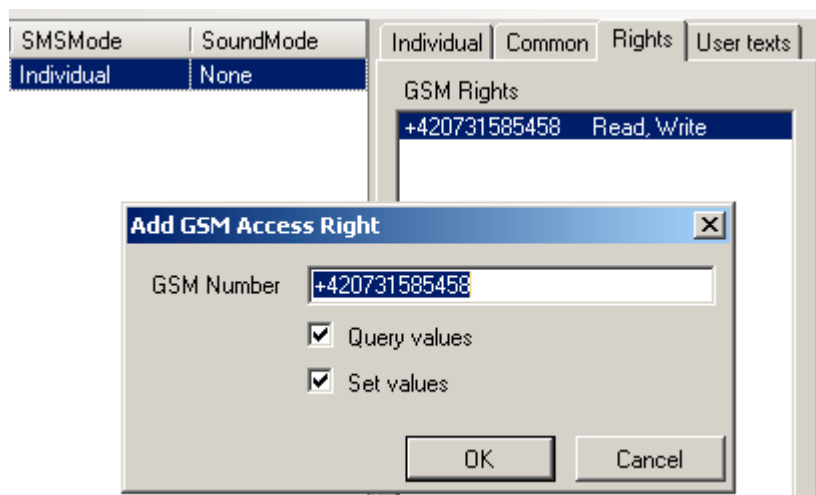 SMSMode SoundMode
Individual None
Individual Common Rights User texts
GSM Rights
+420731585458 Read, Write
Add GSM Access Right
GSM Number +420731585458
Query values
Set values
OK Cancel